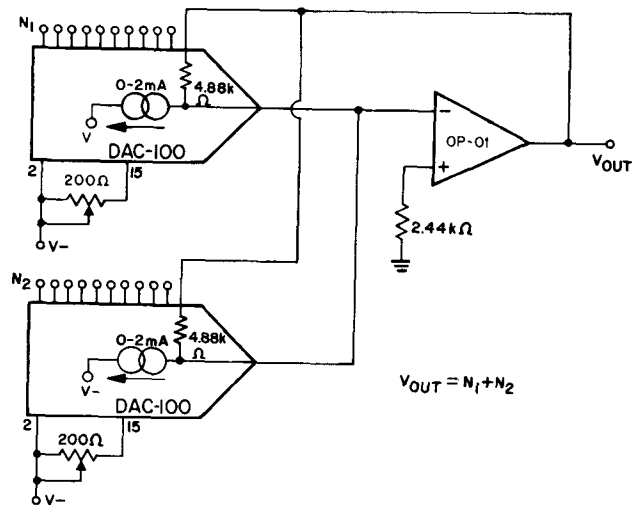 N1
4.88k
Ω
0-2mA
V
DAC-100
2
15
200Ω
V-
OP-01
-
+
VOUT
2.44kΩ
N2
4.88k
Ω
0-2mA
V-
DAC-100
2
15
200Ω
V-
VOUT = N1+N2